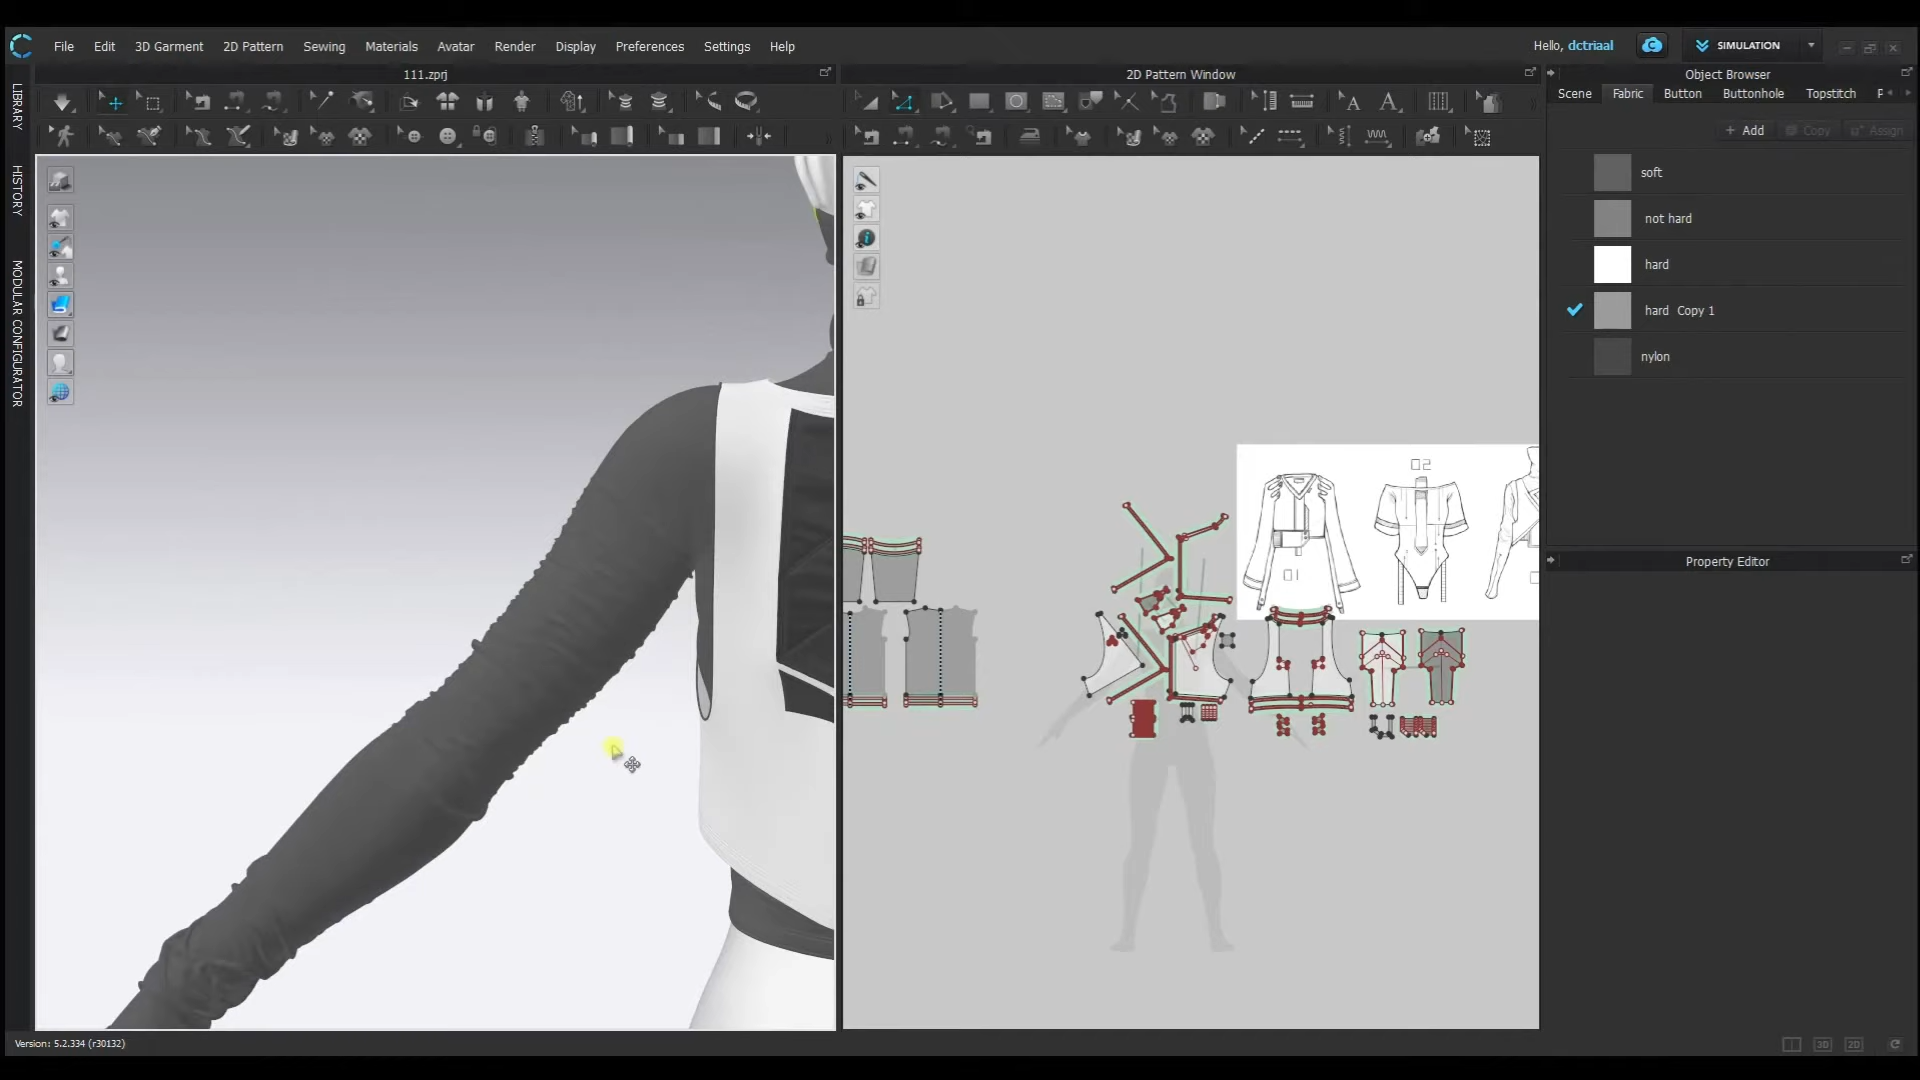 File Edit 3D Garment 2D Pattern Sewing Materials Avatar Render Display Preferences Settings Help
Hello, dctriaal
SIMULATION
111.zprj
2D Pattern Window
Object Browser
Scene Fabric Button Buttonhole Topstitch
+ Add Copy Assign
soft
not hard
hard
hard Copy 1
nylon
Property Editor
LIBRARY
HISTORY
MODULAR CONFIGURATOR
02
01
Version: 5.2.334 (r30132)
3D 2D